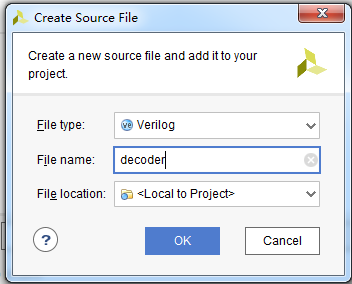 Create Source File
Create a new source file and add it to your
project.
File type: Verilog
File name: decoder
File location: <Local to Project>
? OK Cancel